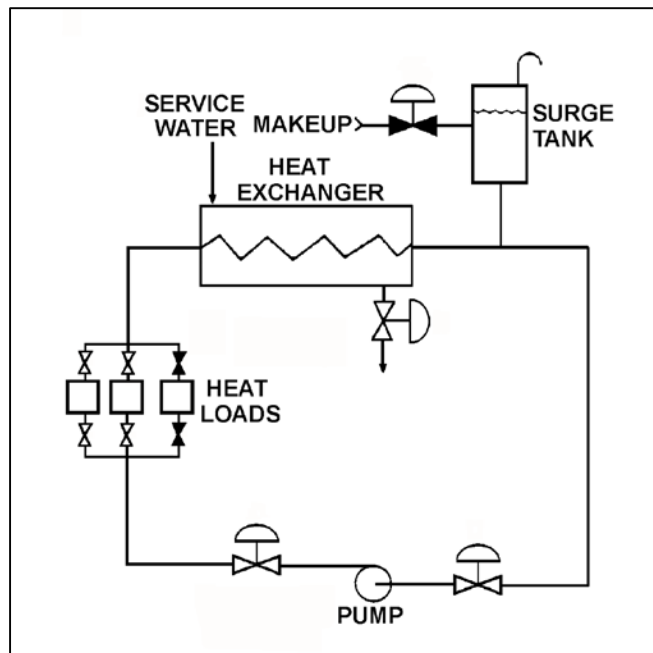 SERVICE
WATER
MAKEUP
SURGE
TANK
HEAT
EXCHANGER
HEAT
LOADS
PUMP